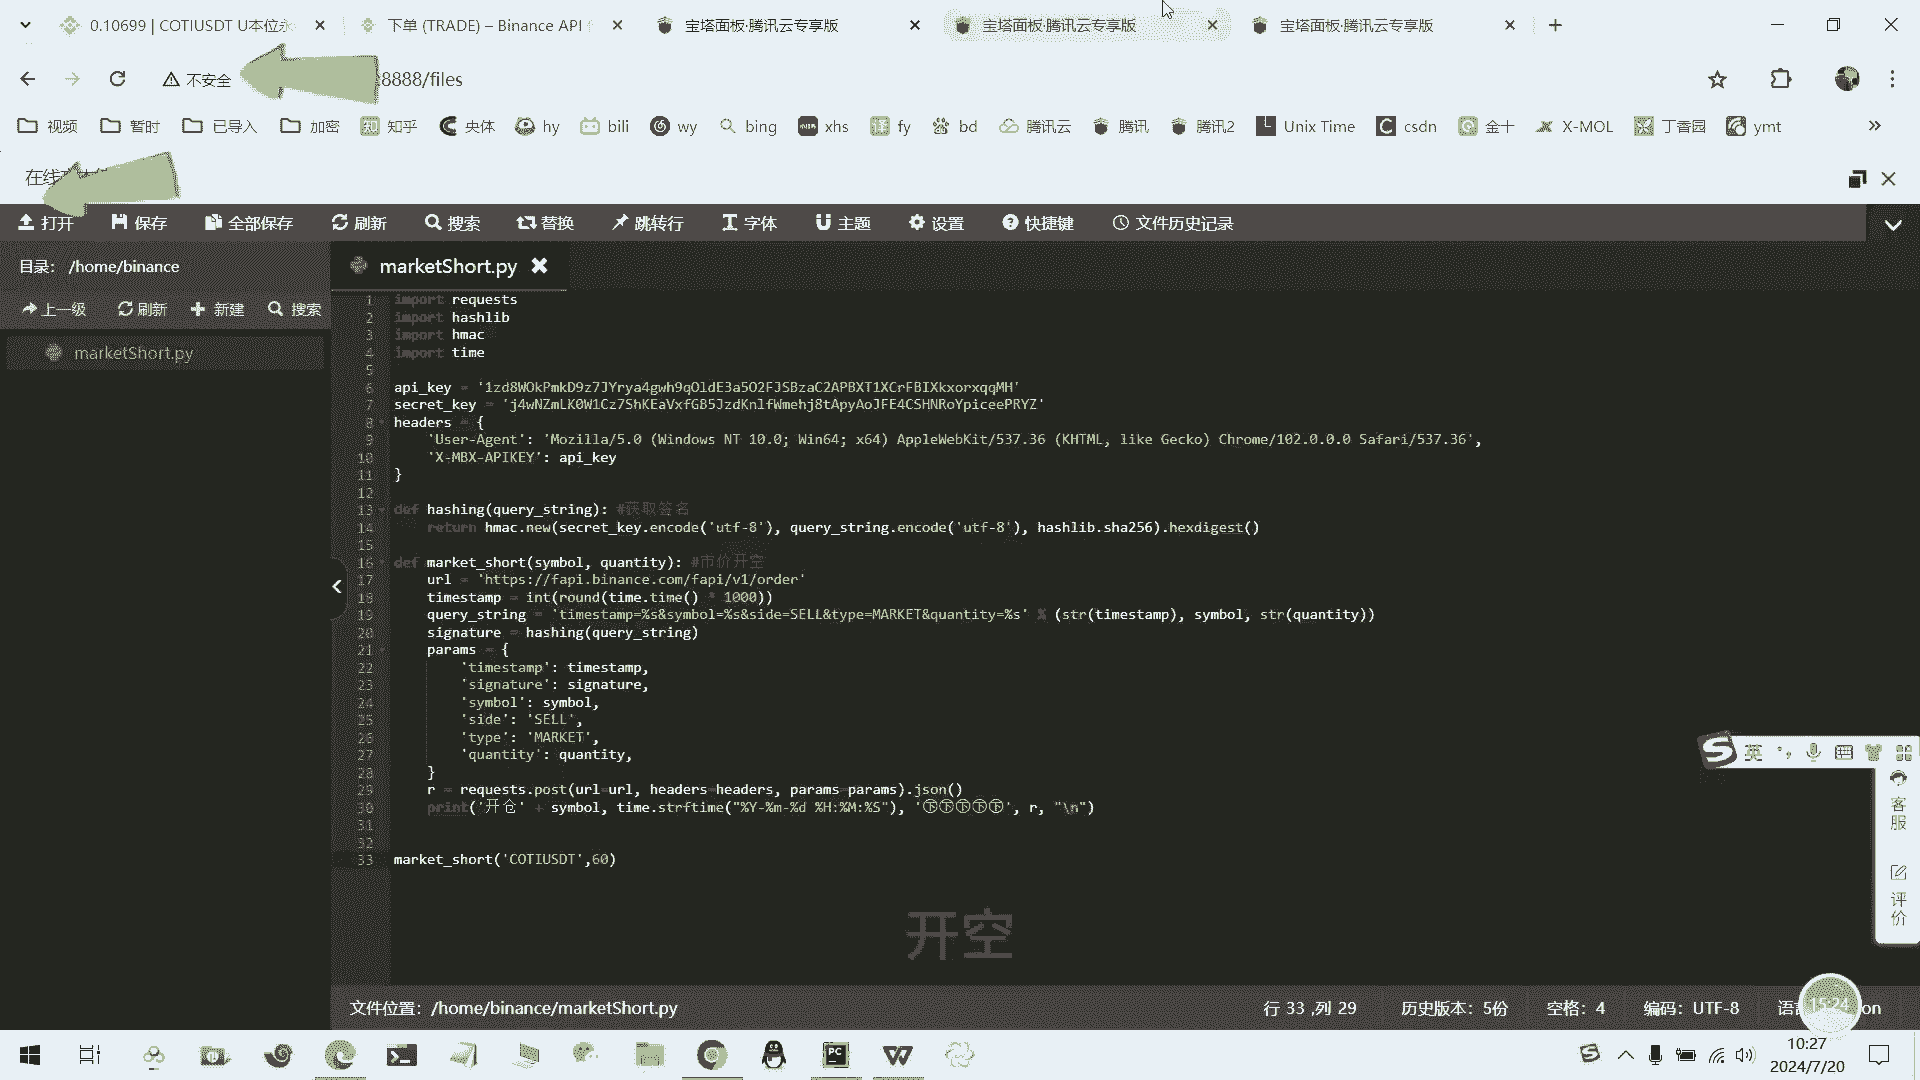 0.10699 | COTIUSDT U本位永
下单 (TRADE) – Binance API
宝塔面板·腾讯云专享版
宝塔面板·腾讯云专享版
宝塔面板·腾讯云专享版
不安全
:8888/files
视频 暂时 已导入 加密 知乎 央体 hy bili wy bing xhs fy bd 腾讯云 腾讯 腾讯2 Unix Time csdn 金十 X-MOL 丁香园 ymt
在线
打开 保存 全部保存 刷新 搜索 替换 跳转行 字体 主题 设置 快捷键 文件历史记录
目录： /home/binance
marketShort.py
上一级 刷新 新建 搜索
marketShort.py
1 import requests
2 import hashlib
3 import hmac
4 import time
5
6 api_key = '1zd8WOkPmkD9z7JYrya4gwh9qOldE3a5O2FJSBzaC2APBXT1XCrFBIXkxorxqqMH'
7 secret_key = 'j4wNZmLK0W1Cz7ShKEaVxfGB5JzdKnlfWmehj8tApyAoJFE4CSHNRoYpiceePRYZ'
8 headers = {
9 'User-Agent': 'Mozilla/5.0 (Windows NT 10.0; Win64; x64) AppleWebKit/537.36 (KHTML, like Gecko) Chrome/102.0.0.0 Safari/537.36',
10 'X-MBX-APIKEY': api_key
11 }
12
13 def hashing(query_string): #获取签名
14 return hmac.new(secret_key.encode('utf-8'), query_string.encode('utf-8'), hashlib.sha256).hexdigest()
15
16 def market_short(symbol, quantity): #市价开空
17 url = 'https://fapi.binance.com/fapi/v1/order'
18 timestamp = int(round(time.time() * 1000))
19 query_string = 'timestamp=%s&symbol=%s&side=SELL&type=MARKET&quantity=%s' % (str(timestamp), symbol, str(quantity))
20 signature = hashing(query_string)
21 params = {
22 'timestamp': timestamp,
23 'signature': signature,
24 'symbol': symbol,
25 'side': 'SELL',
26 'type': 'MARKET',
27 'quantity': quantity,
28 }
29 r = requests.post(url=url, headers=headers, params=params).json()
30 print('开仓' + symbol, time.strftime("%Y-%m-%d %H:%M:%S"), '㊦㊦㊦㊦㊦', r, "\n")
31
32
33 market_short('COTIUSDT',60)
英
客服
评价
开空
文件位置： /home/binance/marketShort.py
行 33 ,列 29
历史版本： 5份
空格： 4
编码： UTF-8
语
on
15:24
10:27
2024/7/20